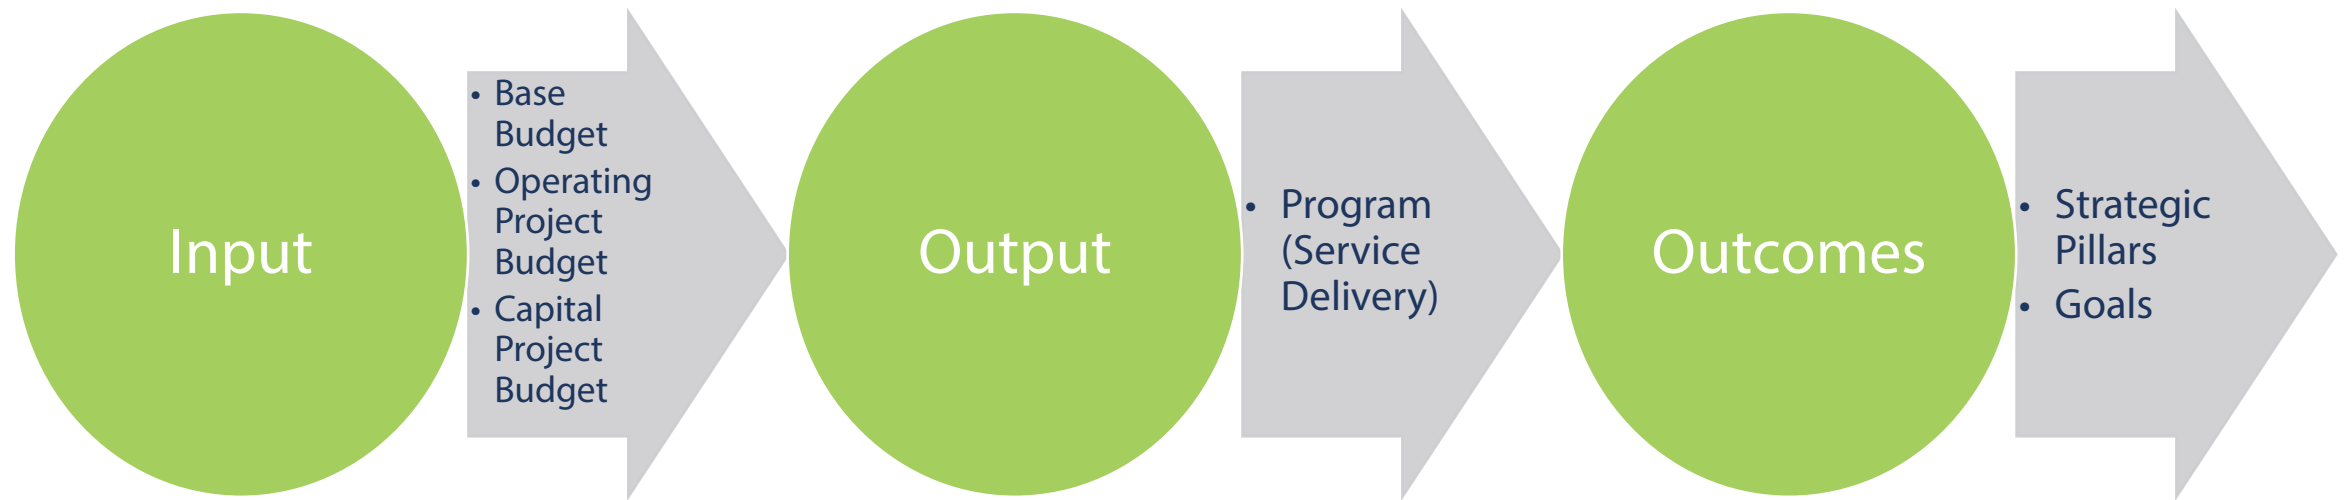 Input
• Base
Budget
• Operating
Project
Budget
• Capital
Project
Budget
Output
• Program
(Service
Delivery)
Outcomes
• Strategic
Pillars
• Goals